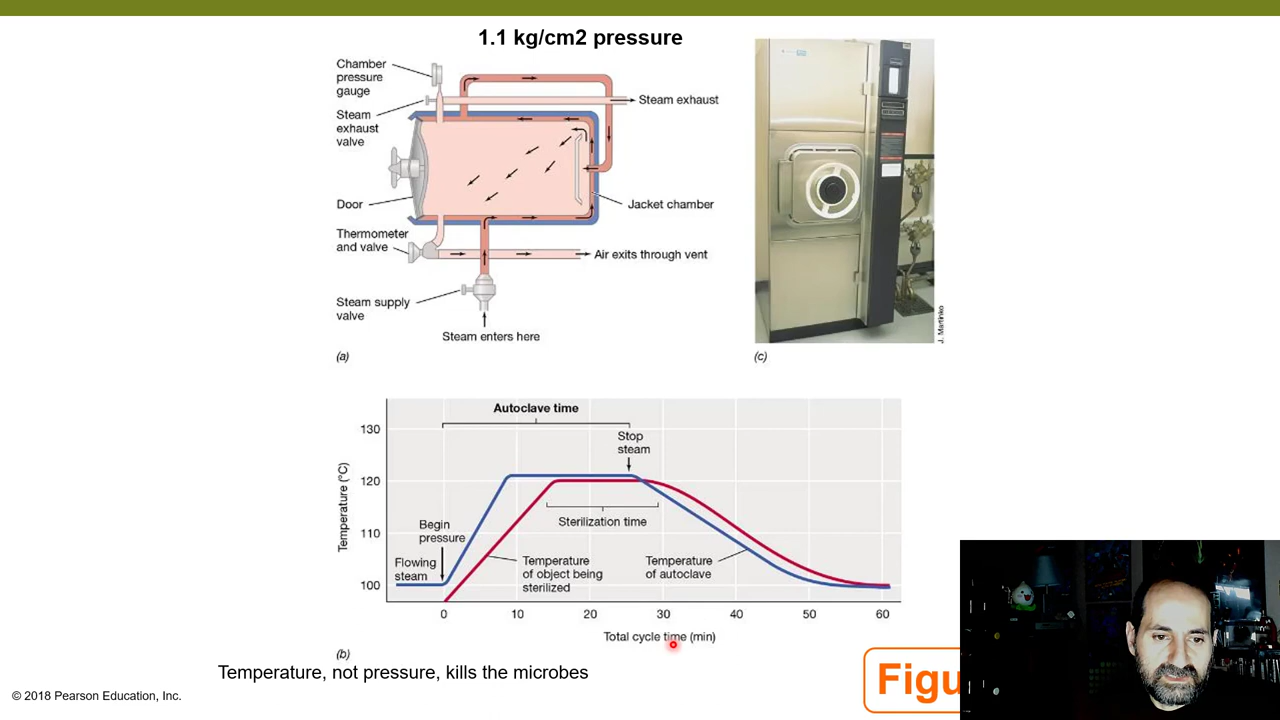 1.1 kg/cm2 pressure
Chamber
pressure
gauge
Steam
exhaust
valve
Steam exhaust
Door
Jacket chamber
Thermometer
and valve
Air exits through vent
Steam supply
valve
Steam enters here
(a)
J. Martinko
(c)
Autoclave time
Stop
steam
Begin
pressure
Flowing
steam
Sterilization time
Temperature
of object being
sterilized
Temperature
of autoclave
Temperature (°C)
130
120
110
100
0 10 20 30 40 50 60
Total cycle time (min)
(b)
Temperature, not pressure, kills the microbes
Figu
© 2018 Pearson Education, Inc.